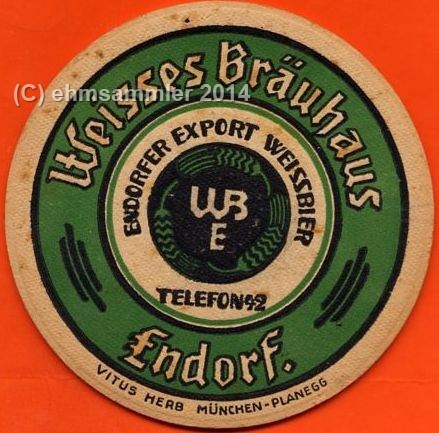 (C) ehmsammler 2014
Weisses Bräuhaus
ENDORFER EXPORT WEISSBIER
WB
E
TELEFON 42
Endorf.
VITUS HERB MÜNCHEN-PLANEGG